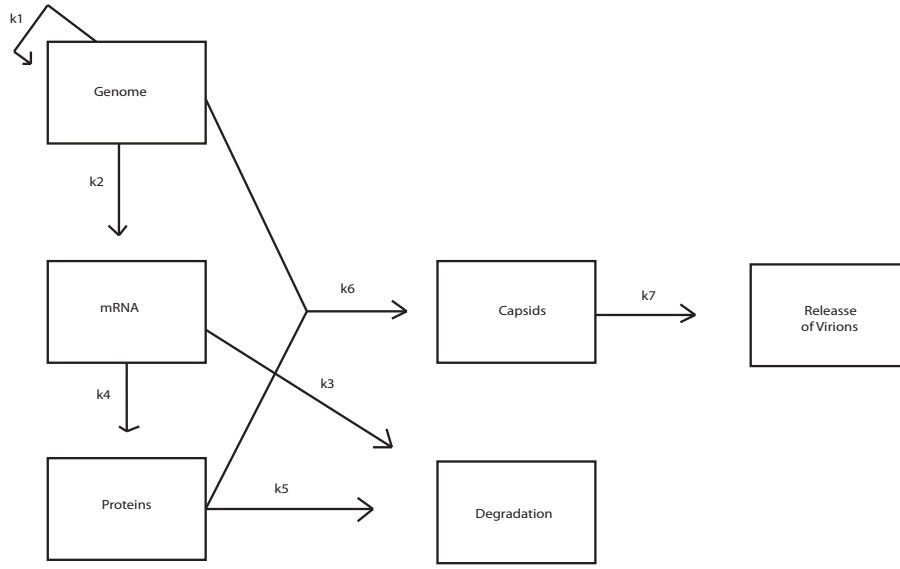 k1
Genome
k2
mRNA
k6
Capsids
k7
Releasse
of Virions
k4
k3
Proteins
k5
Degradation